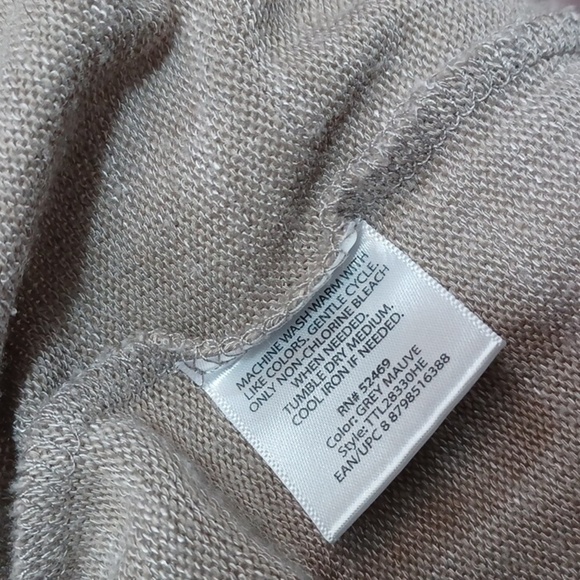 MACHINE WASH WARM WITH
LIKE COLORS, GENTLE CYCLE.
ONLY NON-CHLORINE BLEACH
WHEN NEEDED.
TUMBLE DRY MEDIUM.
COOL IRON IF NEEDED.
RN# 52469
Color: GREY MAUVE
Style: TTL28330HE
EAN/UPC 8 8798516388